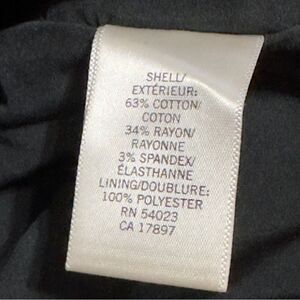 SHELL/
EXTÉRIEUR:
63% COTTON/
COTON
34% RAYON/
RAYONNE
3% SPANDEX/
ÉLASTHANNE
LINING/DOUBLURE:
100% POLYESTER
RN 54023
CA 17897